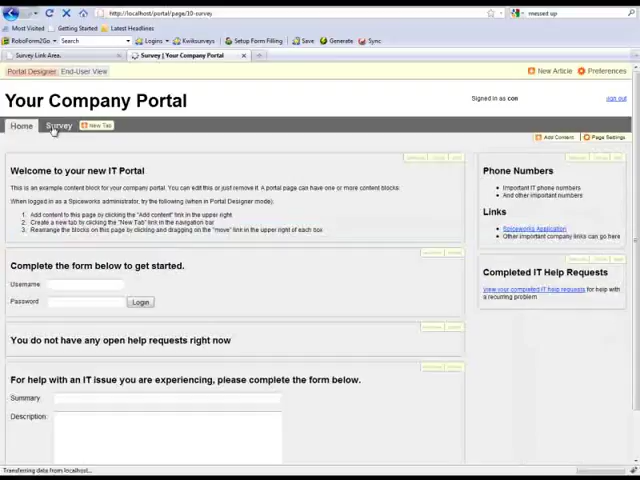 http://localhost/portal/page/10-survey
messed up
Most Visited Getting Started Latest Headlines
RoboForm2Go Search Logins Kwiksurveys Setup Form Filling Save Generate Sync
Survey Link Area. Survey | Your Company Portal
Portal Designer End-User View New Article Preferences
Your Company Portal
Signed in as con sign out
Home Survey New Tab
Add Content Page Settings
Welcome to your new IT Portal
This is an example content block for your company portal. You can edit this or just remove it. A portal page can have one or more content blocks.
When logged in as a Spiceworks administrator, try the following (when in Portal Designer mode):
1. Add content to this page by clicking the "Add content" link in the upper right
2. Create a new tab by clicking the "New Tab" link in the navigation bar
3. Rearrange the blocks on this page by clicking and dragging on the "move" link in the upper right of each box
Complete the form below to get started.
Username:
Password: Login
You do not have any open help requests right now
For help with an IT issue you are experiencing, please complete the form below.
Summary:
Description:
Phone Numbers
Important IT phone numbers
And other important numbers
Links
Spiceworks Application
Other important company links can go here
Completed IT Help Requests
View your completed IT help requests for help with
a recurring problem
Transferring data from localhost...